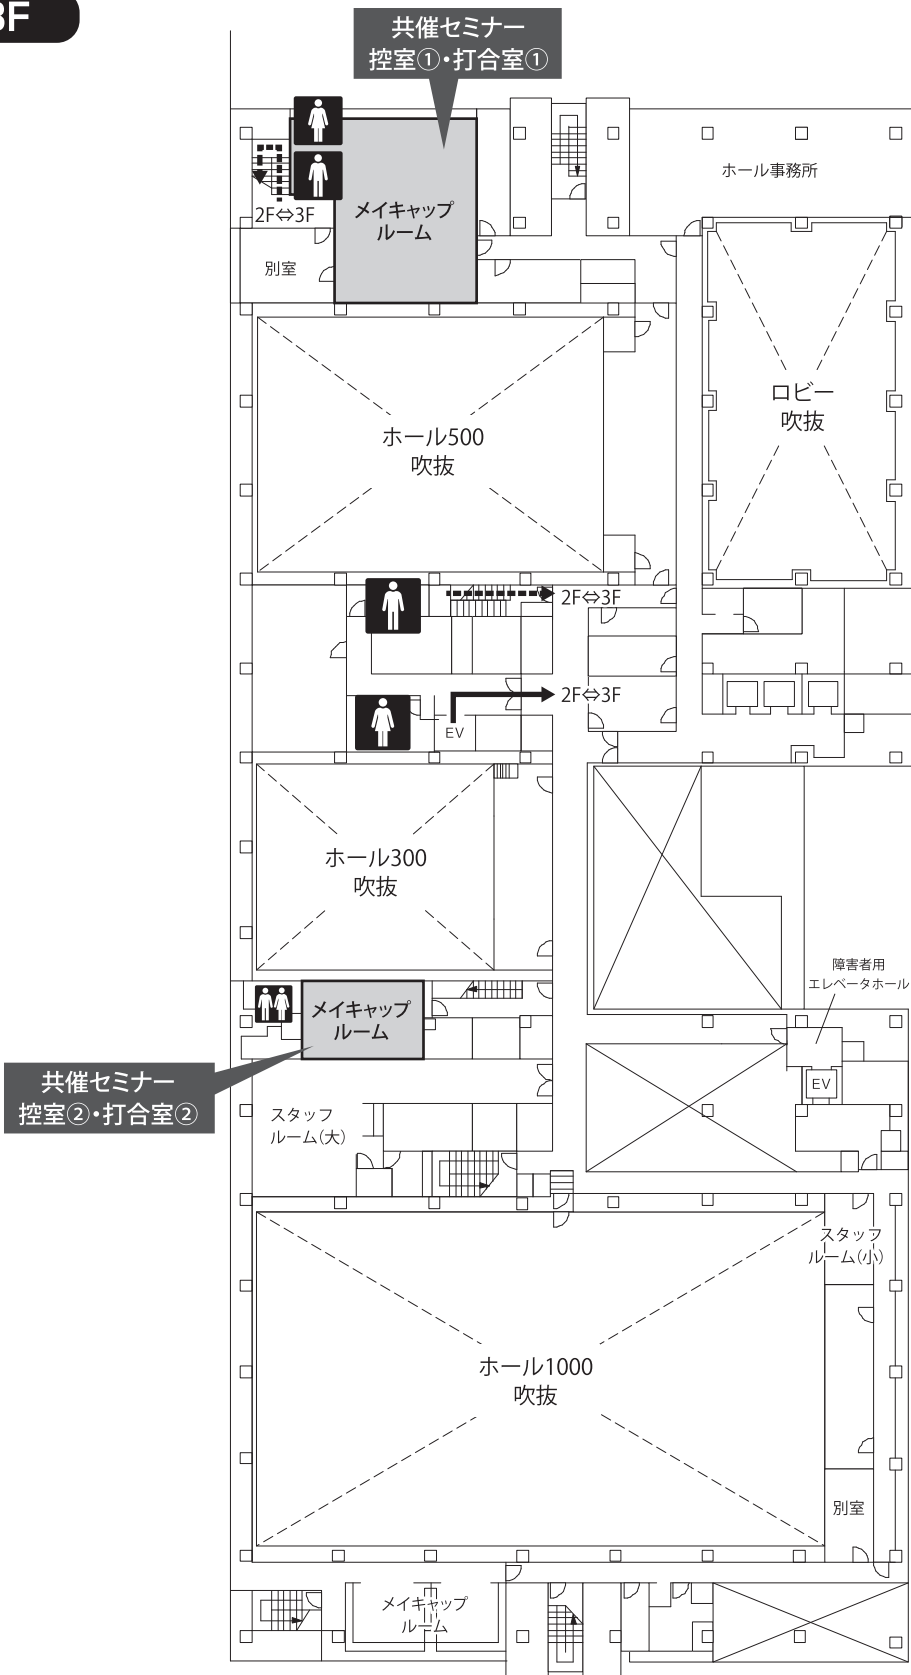 3F
共催セミナー
控室①・打合室①
ホール事務所
メイキャップ
ルーム
2F⇔3F
別室
ロビー
吹抜
ホール500
吹抜
2F⇔3F
2F⇔3F
EV
ホール300
吹抜
障害者用
エレベータホール
メイキャップ
ルーム
共催セミナー
控室②・打合室②
EV
スタッフ
ルーム(大)
スタッフ
ルーム(小)
ホール1000
吹抜
別室
メイキャップ
ルーム